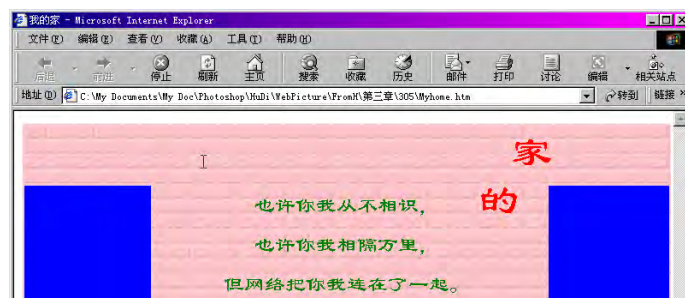 我的家 - Microsoft Internet Explorer
文件(F) 编辑(E) 查看(V) 收藏(A) 工具(T) 帮助(H)
后退 前进 停止 刷新 主页 搜索 收藏 历史 邮件 打印 讨论 编辑 相关站点
地址(D) C:\My Documents\My Doc\Photoshop\HuDi\WebPicture\FromH\第三章\305\Myhome.htm 转到 链接 »
家
的
也许你我从不相识,
也许你我相隔万里,
但网络把你我连在了一起。